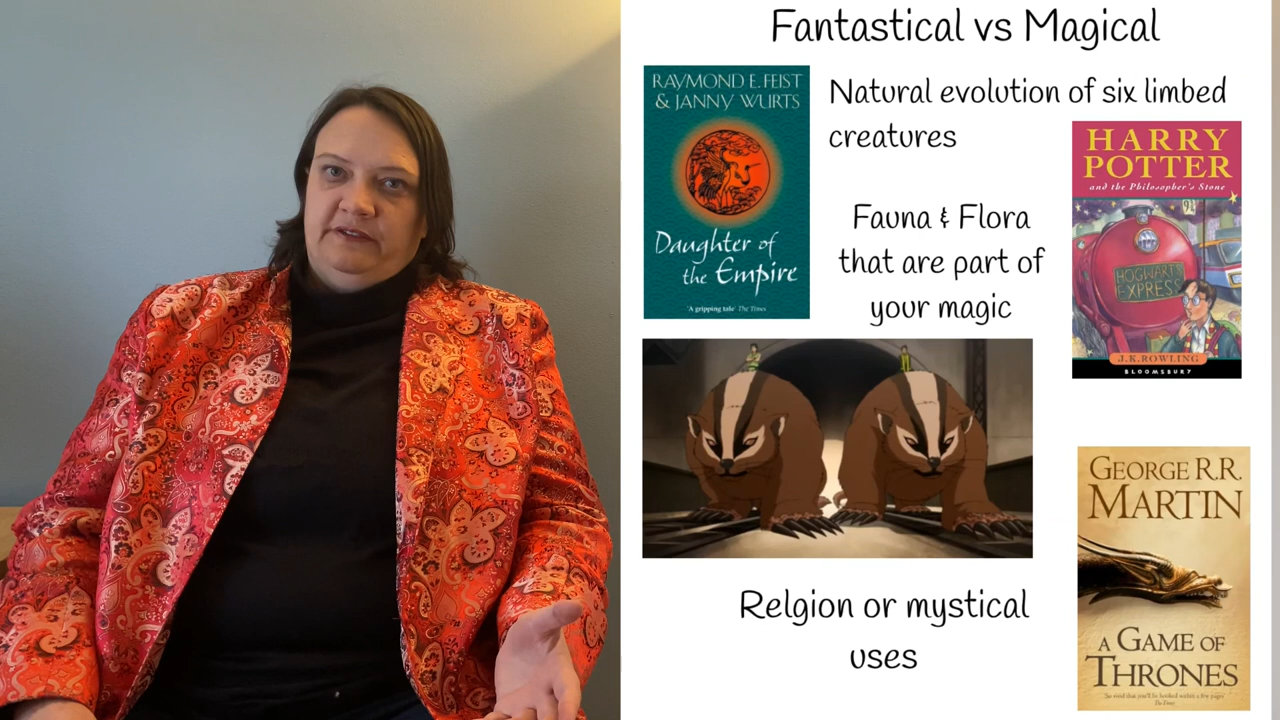 Fantastical vs Magical
RAYMOND E. FEIST
& JANNY WURTS
Daughter of
the Empire
'A gripping tale' The Times
Natural evolution of six limbed
creatures
HARRY
POTTER
and the Philosopher's Stone
9¾
HOGWARTS
EXPRESS
J.K.ROWLING
BLOOMSBURY
Fauna & Flora
that are part of
your magic
Relgion or mystical
uses
GEORGE R.R.
MARTIN
A GAME OF
THRONES